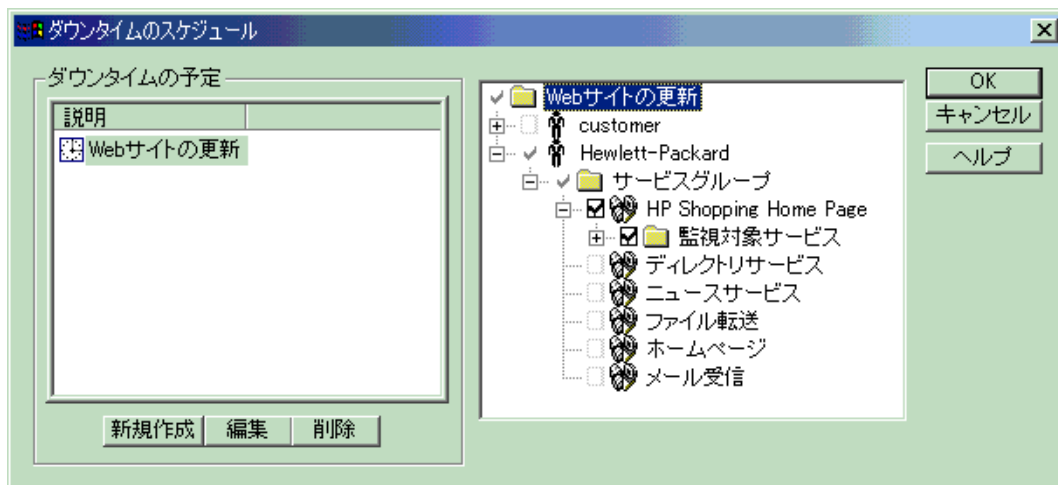 ダウンタイムのスケジュール
ダウンタイムの予定
説明
Webサイトの更新
新規作成
編集
削除
Webサイトの更新
customer
Hewlett-Packard
サービスグループ
HP Shopping Home Page
監視対象サービス
ディレクトリサービス
ニュースサービス
ファイル転送
ホームページ
メール受信
OK
キャンセル
ヘルプ